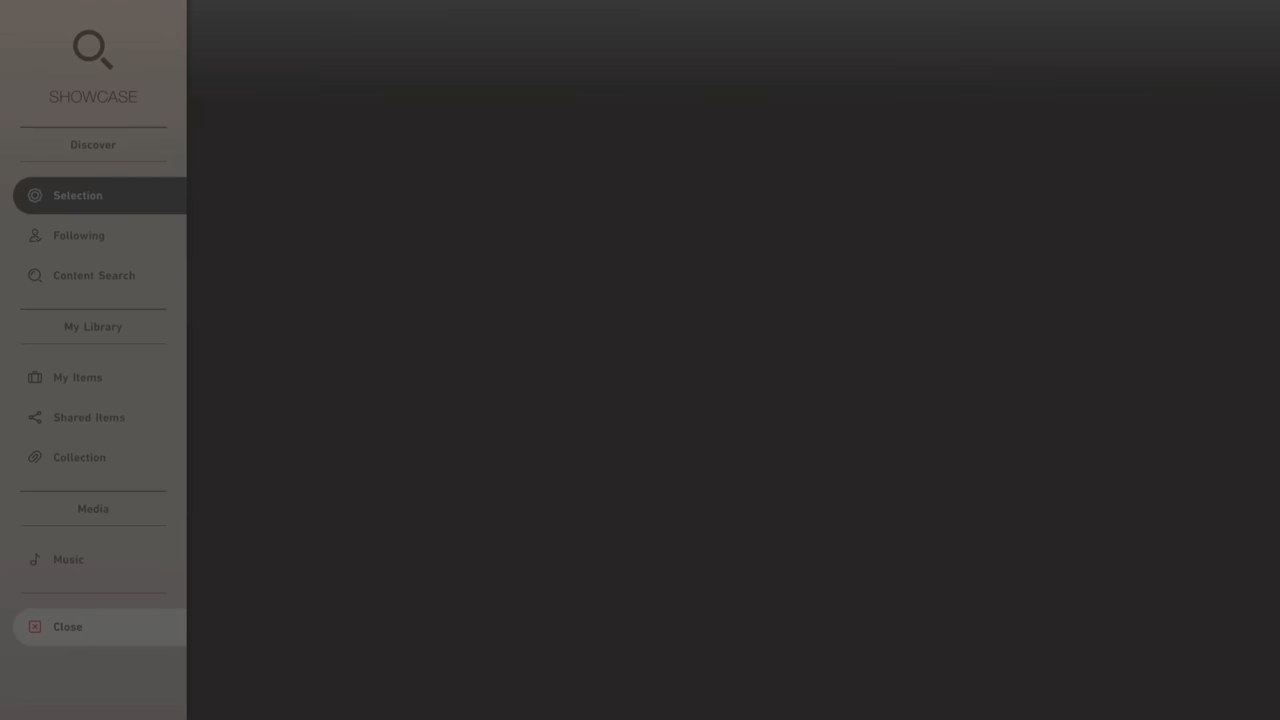 SHOWCASE
Discover
Selection
Following
Content Search
My Library
My Items
Shared Items
Collection
Media
Music
Close